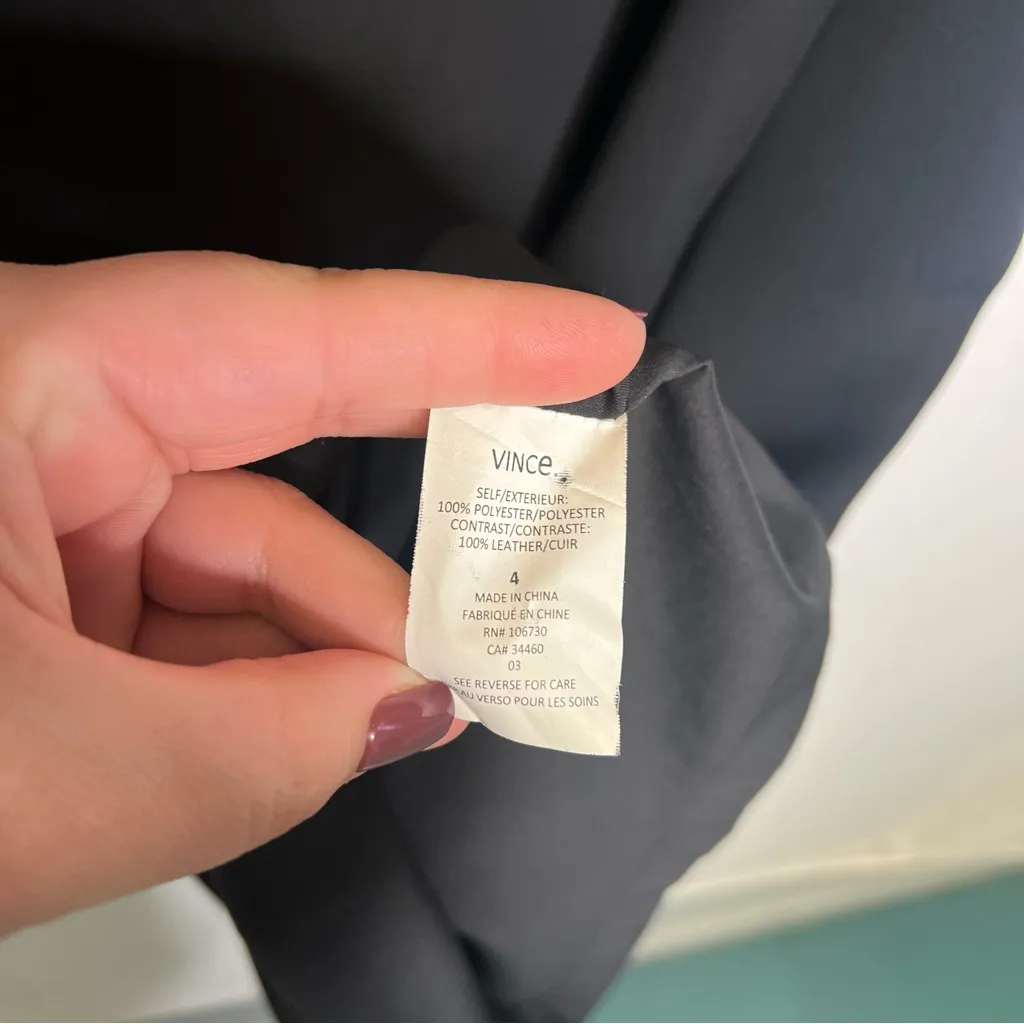 VINCE.
SELF/EXTERIEUR:
100% POLYESTER/POLYESTER
CONTRAST/CONTRASTE:
100% LEATHER/CUIR
4
MADE IN CHINA
FABRIQUÉ EN CHINE
RN# 106730
CA# 34460
03
SEE REVERSE FOR CARE
AU VERSO POUR LES SOINS